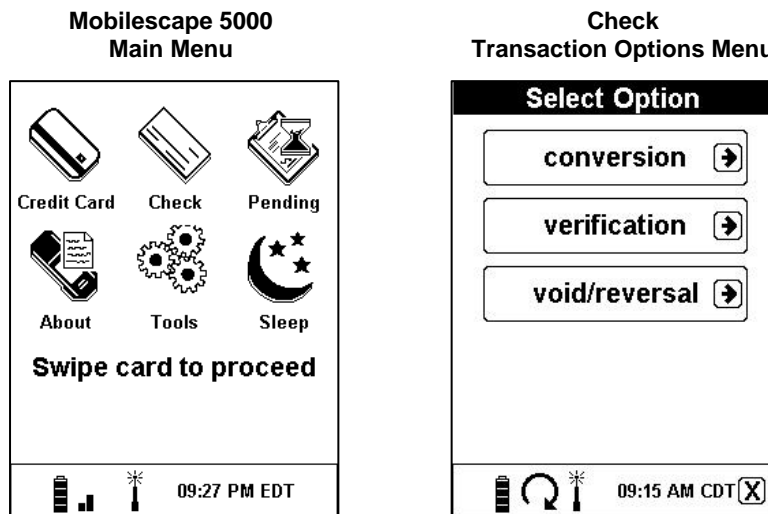 Mobilescape 5000
Main Menu
Credit Card Check Pending
About Tools Sleep
Swipe card to proceed
09:27 PM EDT
Check
Transaction Options Menu
Select Option
conversion
verification
void/reversal
09:15 AM CDT X